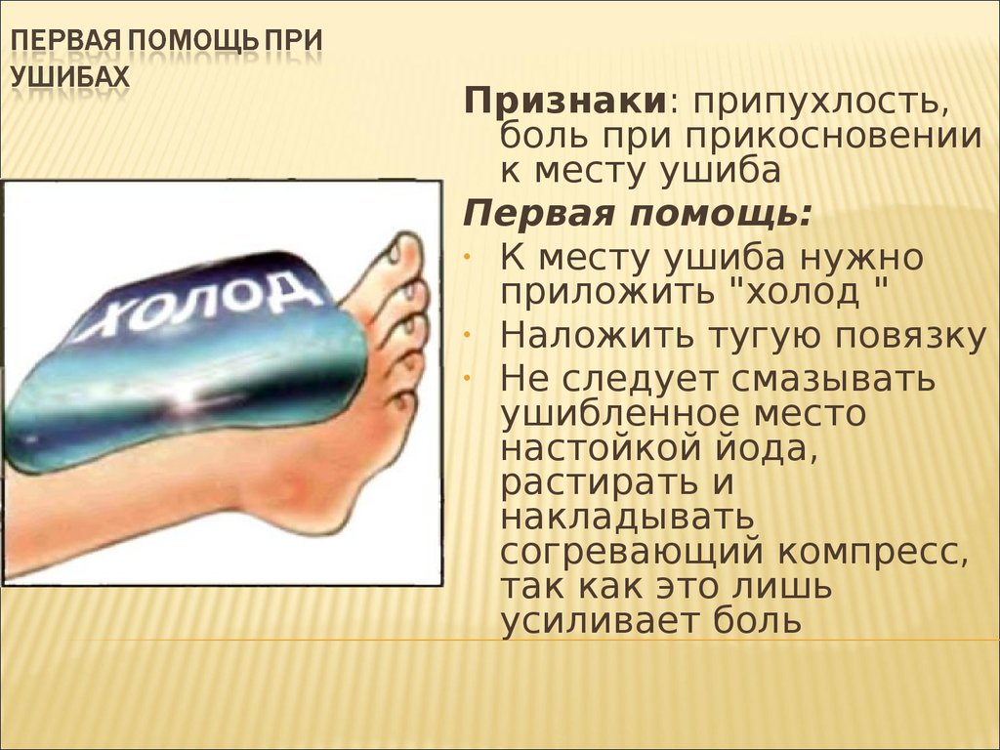 ПЕРВАЯ ПОМОЩЬ ПРИ
УШИБАХ
Признаки: припухлость,
боль при прикосновении
к месту ушиба
Первая помощь:
• К месту ушиба нужно
приложить "холод "
• Наложить тугую повязку
• Не следует смазывать
ушибленное место
настойкой йода,
растирать и
накладывать
согревающий компресс,
так как это лишь
усиливает боль
ХОЛОД